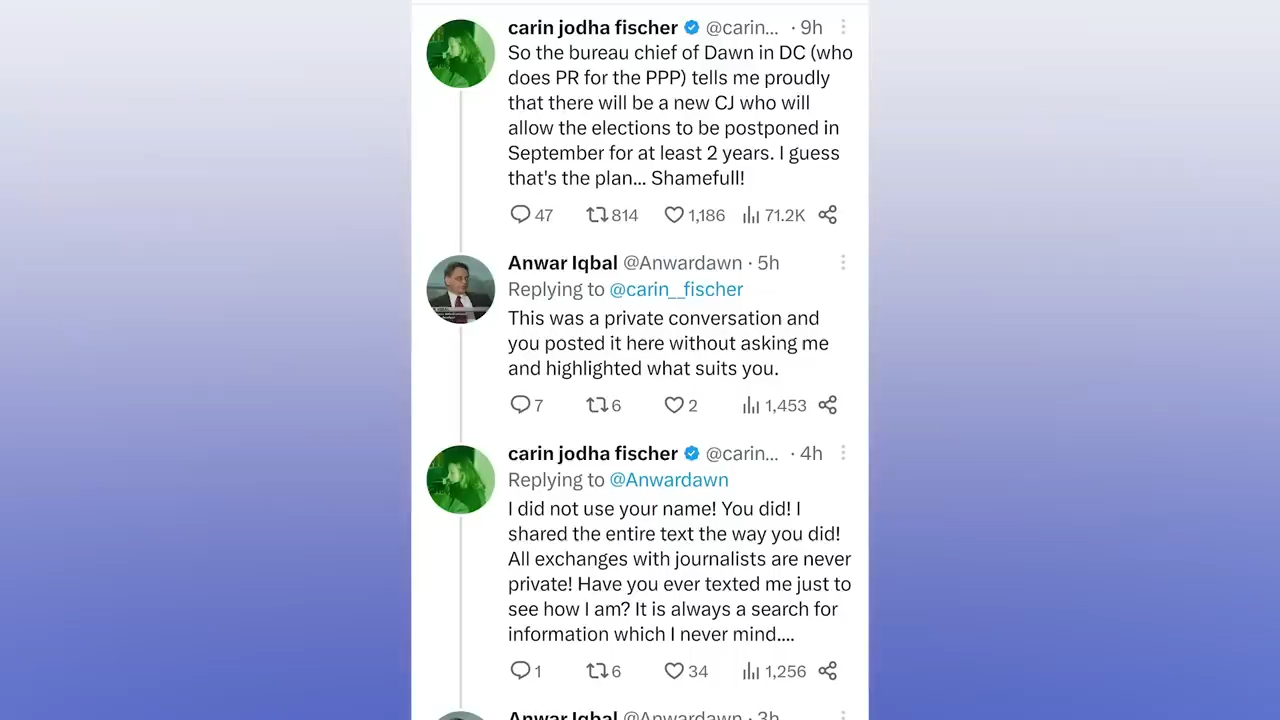 carin jodha fischer @carin... · 9h
So the bureau chief of Dawn in DC (who
does PR for the PPP) tells me proudly
that there will be a new CJ who will
allow the elections to be postponed in
September for at least 2 years. I guess
that's the plan... Shamefull!
47 814 1,186 71.2K
Anwar Iqbal @Anwardawn · 5h
Replying to @carin__fischer
This was a private conversation and
you posted it here without asking me
and highlighted what suits you.
7 6 2 1,453
carin jodha fischer @carin... · 4h
Replying to @Anwardawn
I did not use your name! You did! I
shared the entire text the way you did!
All exchanges with journalists are never
private! Have you ever texted me just to
see how I am? It is always a search for
information which I never mind....
1 6 34 1,256
Anwar Iqbal @Anwardawn · 3h